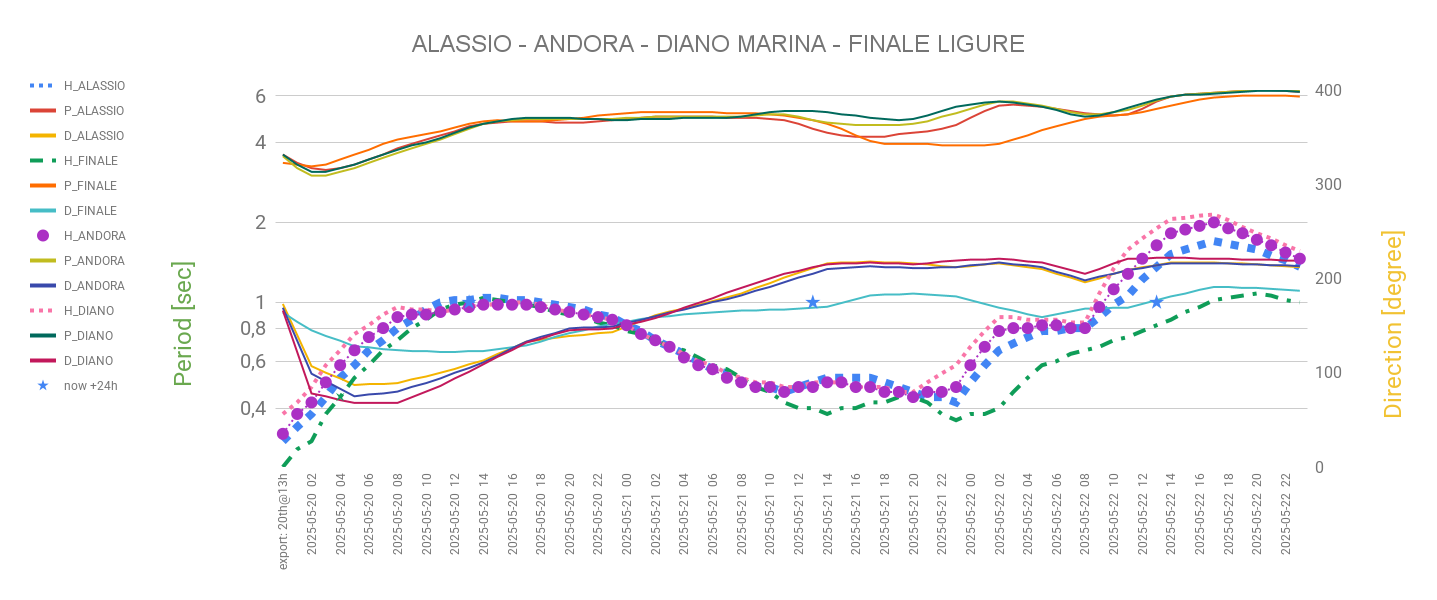 ALASSIO - ANDORA - DIANO MARINA - FINALE LIGURE
H_ALASSIO
P_ALASSIO
D_ALASSIO
H_FINALE
P_FINALE
D_FINALE
H_ANDORA
P_ANDORA
D_ANDORA
H_DIANO
P_DIANO
D_DIANO
now +24h
Period [sec]
6
4
2
1
0,8
0,6
0,4
400
300
200
100
0
Direction [degree]
export: 20th@13h
2025-05-20 02
2025-05-20 04
2025-05-20 06
2025-05-20 08
2025-05-20 10
2025-05-20 12
2025-05-20 14
2025-05-20 16
2025-05-20 18
2025-05-20 20
2025-05-20 22
2025-05-21 00
2025-05-21 02
2025-05-21 04
2025-05-21 06
2025-05-21 08
2025-05-21 10
2025-05-21 12
2025-05-21 14
2025-05-21 16
2025-05-21 18
2025-05-21 20
2025-05-21 22
2025-05-22 00
2025-05-22 02
2025-05-22 04
2025-05-22 06
2025-05-22 08
2025-05-22 10
2025-05-22 12
2025-05-22 14
2025-05-22 16
2025-05-22 18
2025-05-22 20
2025-05-22 22